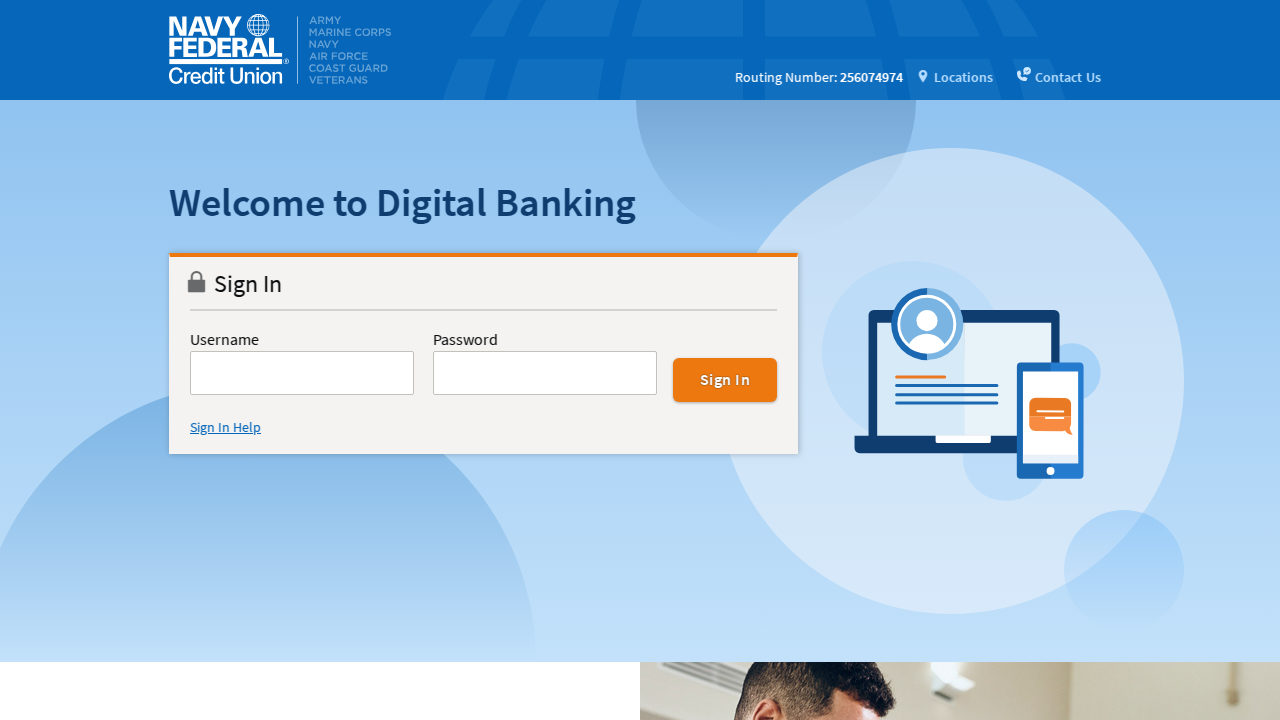 NAVY
FEDERAL®
Credit Union
ARMY
MARINE CORPS
NAVY
AIR FORCE
COAST GUARD
VETERANS
Routing Number: 256074974
Locations
Contact Us
Welcome to Digital Banking
Sign In
Username
Password
Sign In
Sign In Help